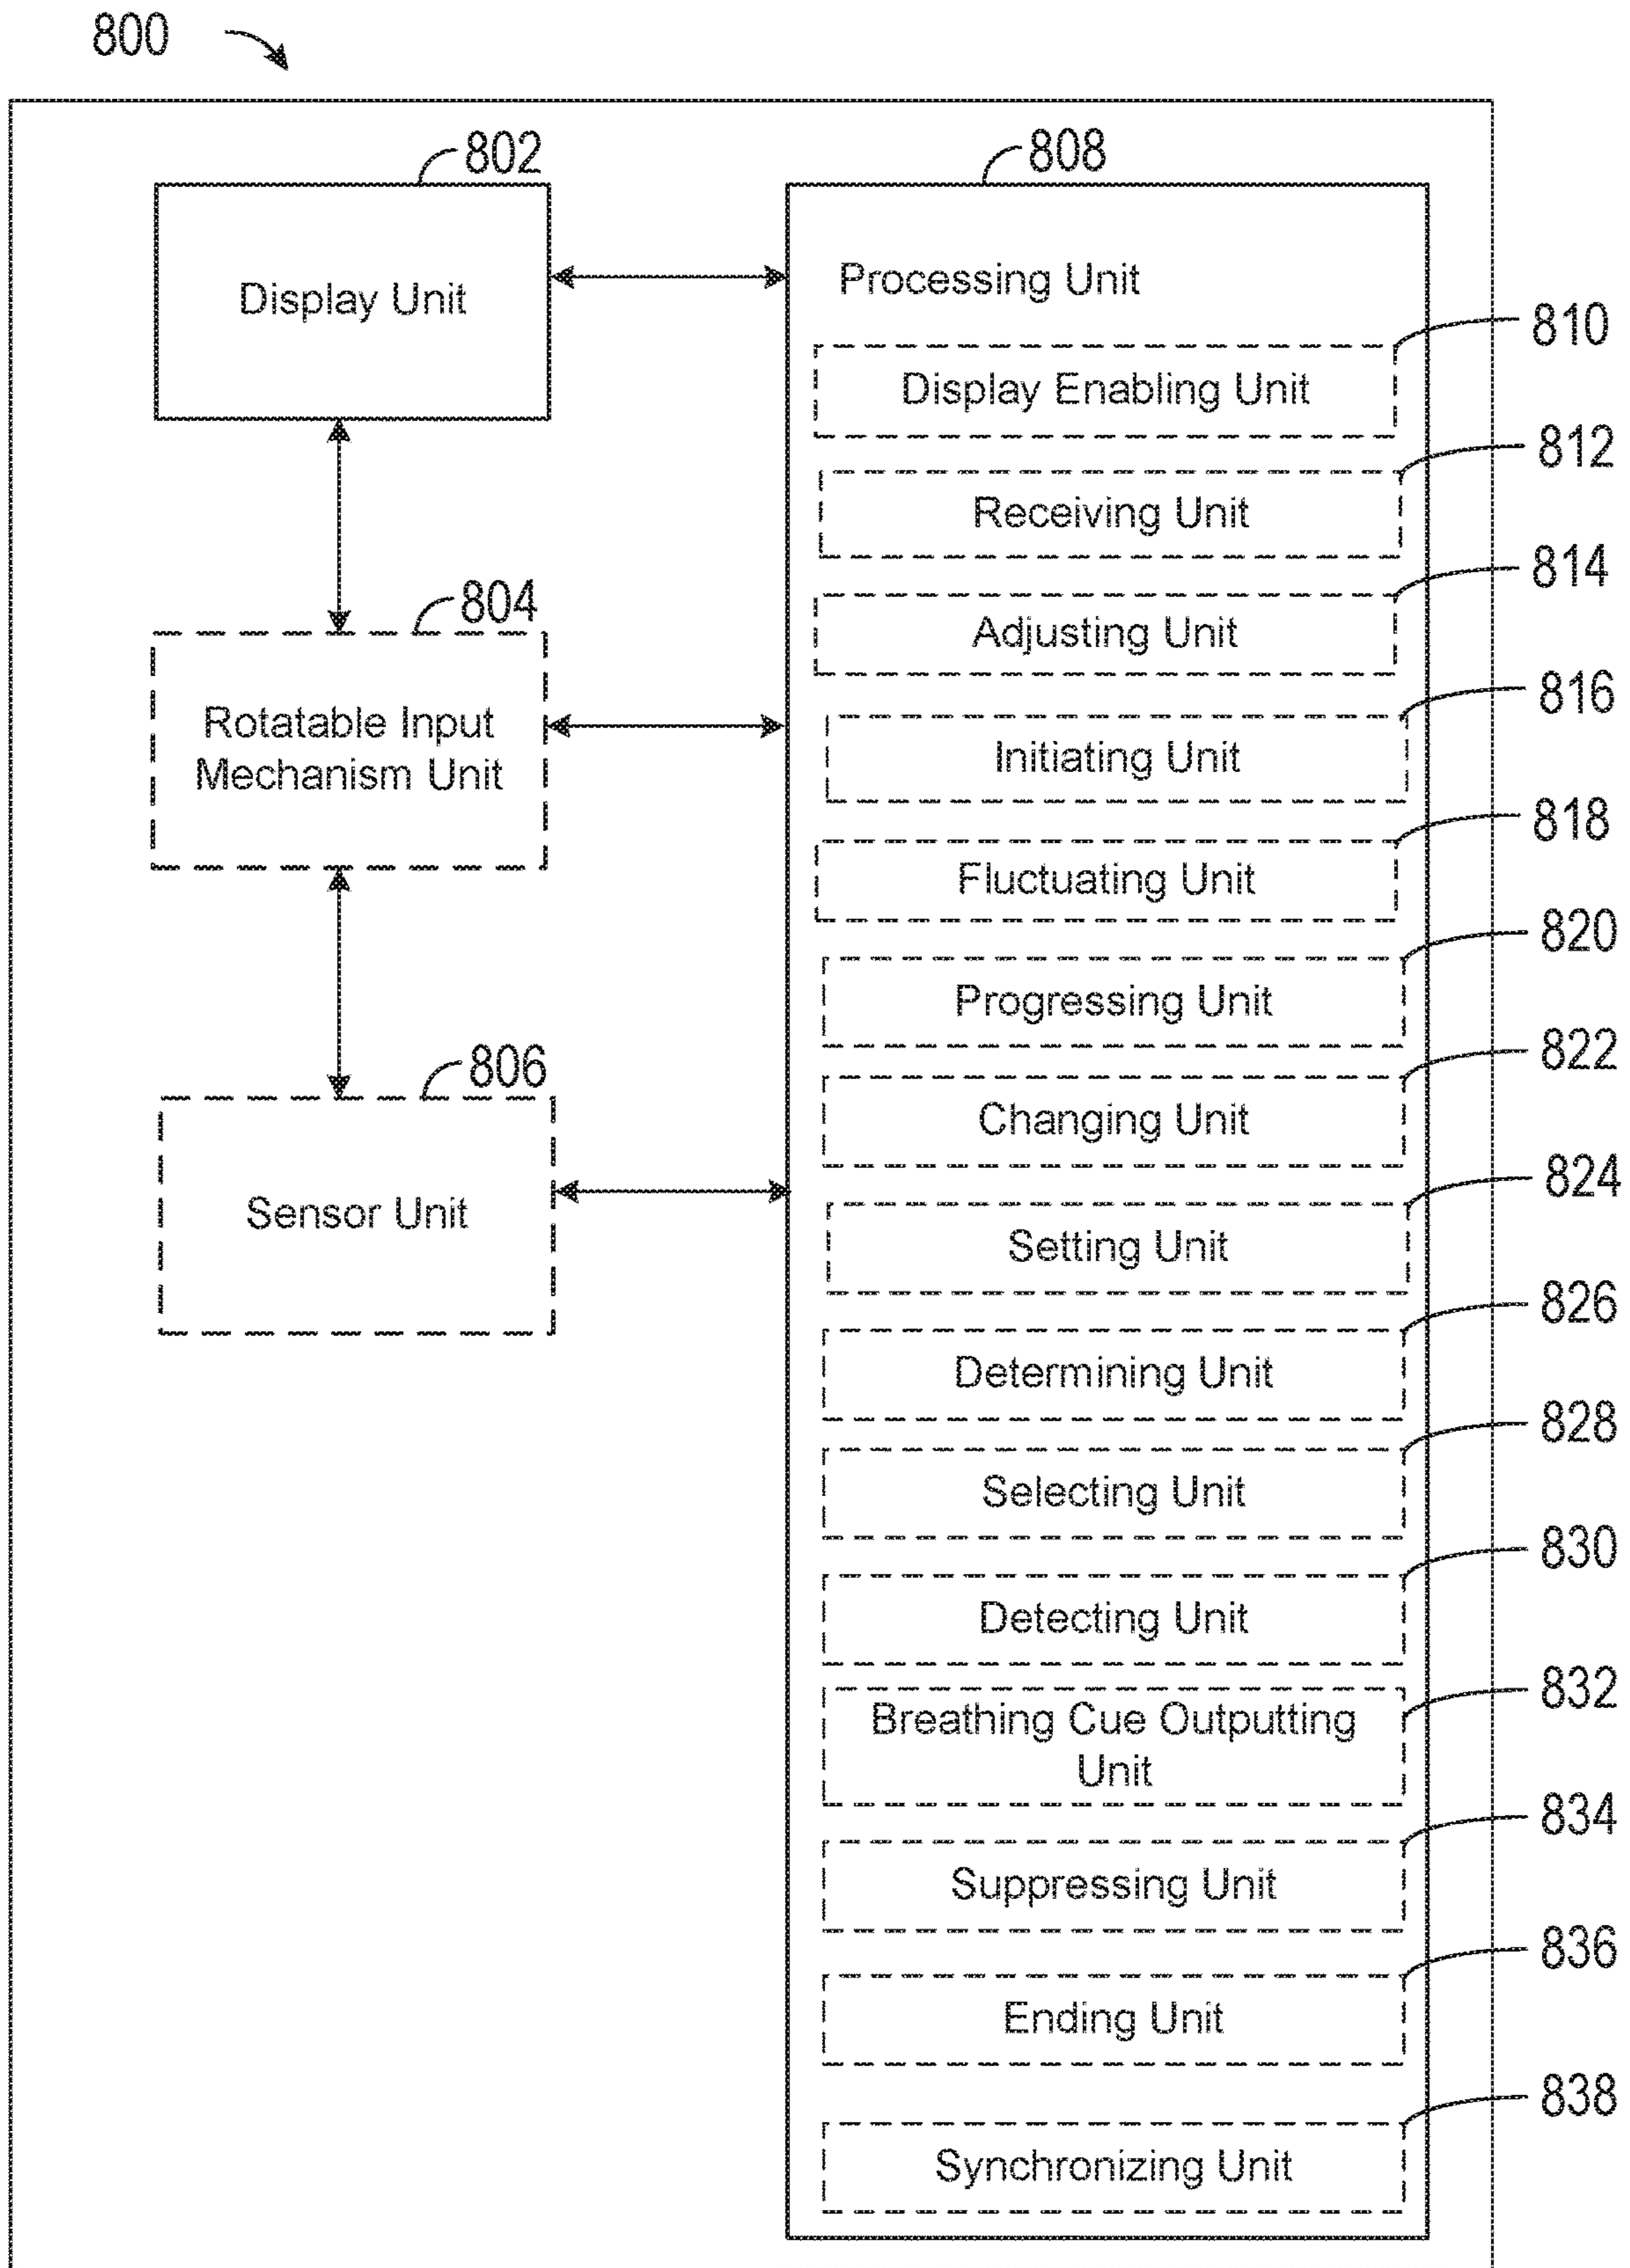 800
802
Display Unit
804
Rotatable Input
Mechanism Unit
806
Sensor Unit
808
Processing Unit
810
Display Enabling Unit
812
Receiving Unit
814
Adjusting Unit
816
Initiating Unit
818
Fluctuating Unit
820
Progressing Unit
822
Changing Unit
824
Setting Unit
826
Determining Unit
828
Selecting Unit
830
Detecting Unit
832
Breathing Cue Outputting
Unit
834
Suppressing Unit
836
Ending Unit
838
Synchronizing Unit